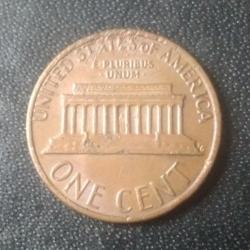 UNITED STATES OF AMERICA
E PLURIBUS
UNUM
ONE CENT